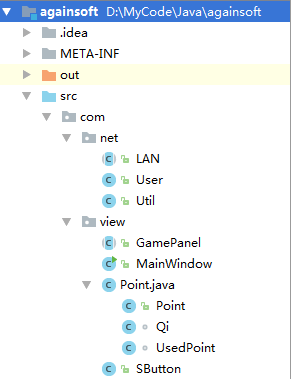 againsoft D:\MyCode\Java\againsoft
.idea
META-INF
out
src
com
net
C LAN
C User
C Util
view
C GamePanel
C MainWindow
C Point.java
C Point
C Qi
C UsedPoint
C SButton